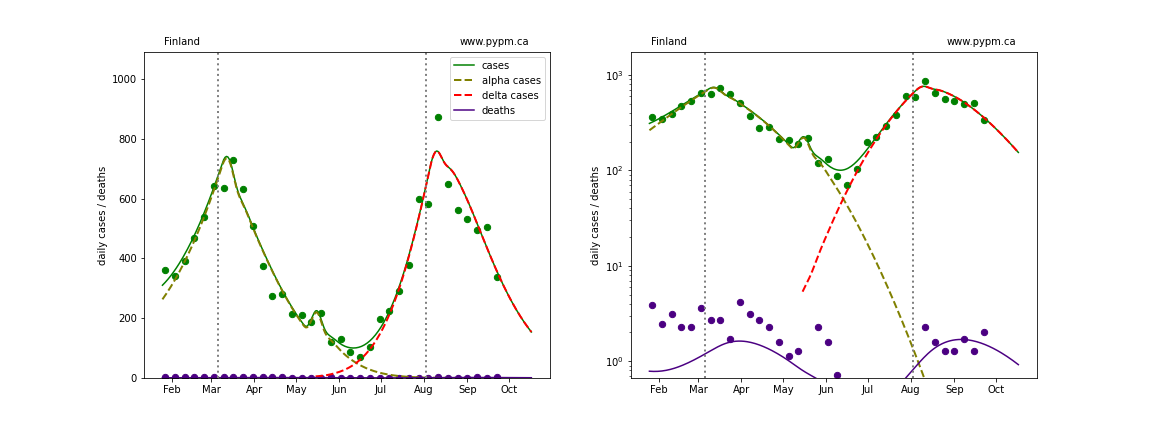 Finland www.pypm.ca
daily cases / deaths
1000
800
600
400
200
0
Feb Mar Apr May Jun Jul Aug Sep Oct
cases
alpha cases
delta cases
deaths
Finland www.pypm.ca
daily cases / deaths
10³
10²
10¹
10⁰
Feb Mar Apr May Jun Jul Aug Sep Oct